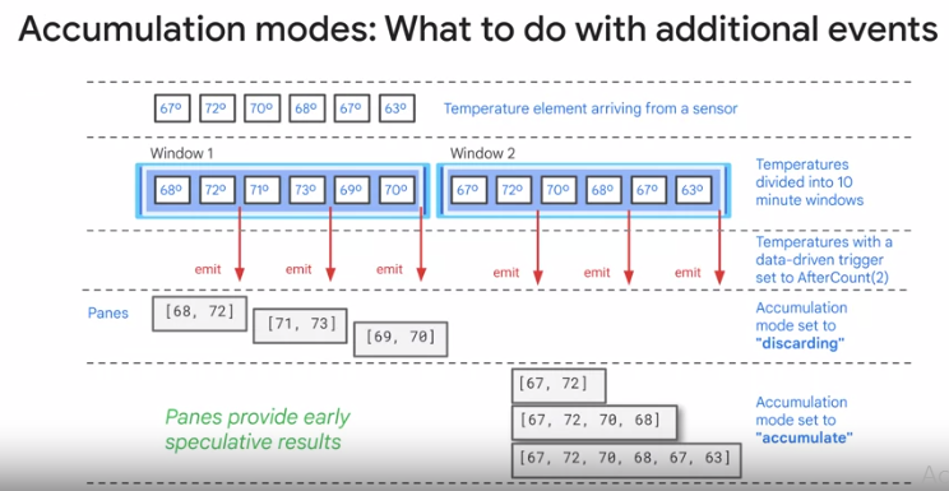 Accumulation modes: What to do with additional events
67º 72º 70º 68º 67º 63º
Temperature element arriving from a sensor
Window 1
Window 2
68º 72º 71º 73º 69º 70º
67º 72º 70º 68º 67º 63º
Temperatures
divided into 10
minute windows
emit emit emit emit emit emit
Temperatures with a
data-driven trigger
set to AfterCount(2)
Panes
[68, 72]
[71, 73]
[69, 70]
Accumulation
mode set to
"discarding"
[67, 72]
[67, 72, 70, 68]
[67, 72, 70, 68, 67, 63]
Panes provide early
speculative results
Accumulation
mode set to
"accumulate"